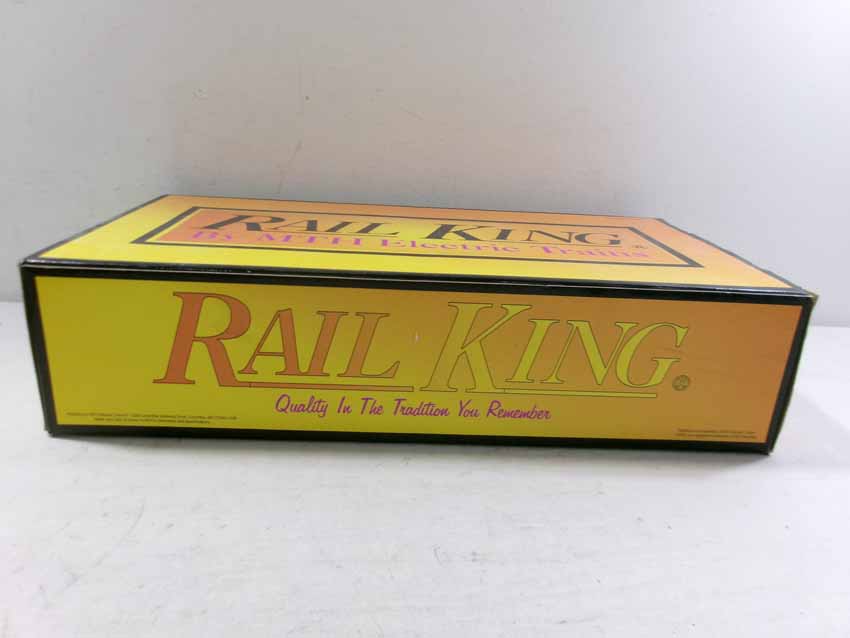 RAIL KING®
By MTH Electric Trains
RAIL KING®
Quality In The Tradition You Remember